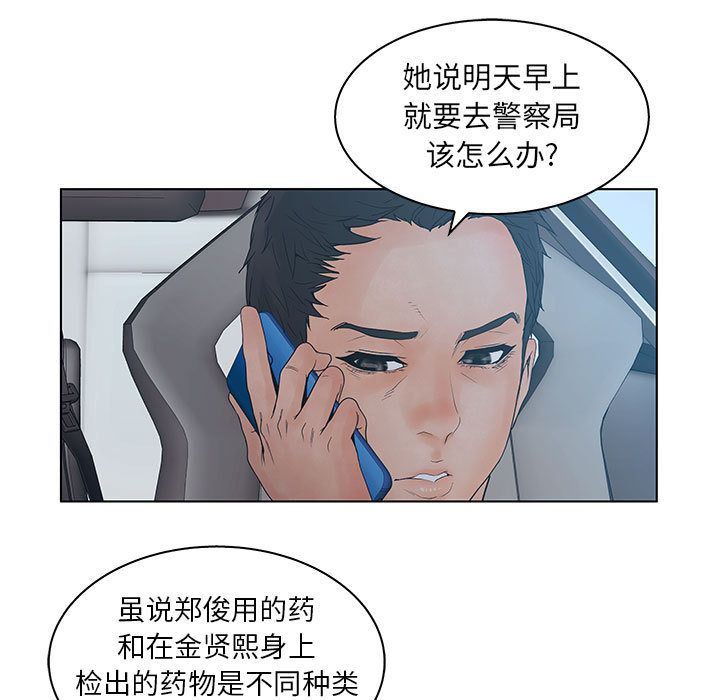 她说明天早上
就要去警察局
该怎么办?
虽说郑俊用的药
和在金贤熙身上
检出的药物是不同种类